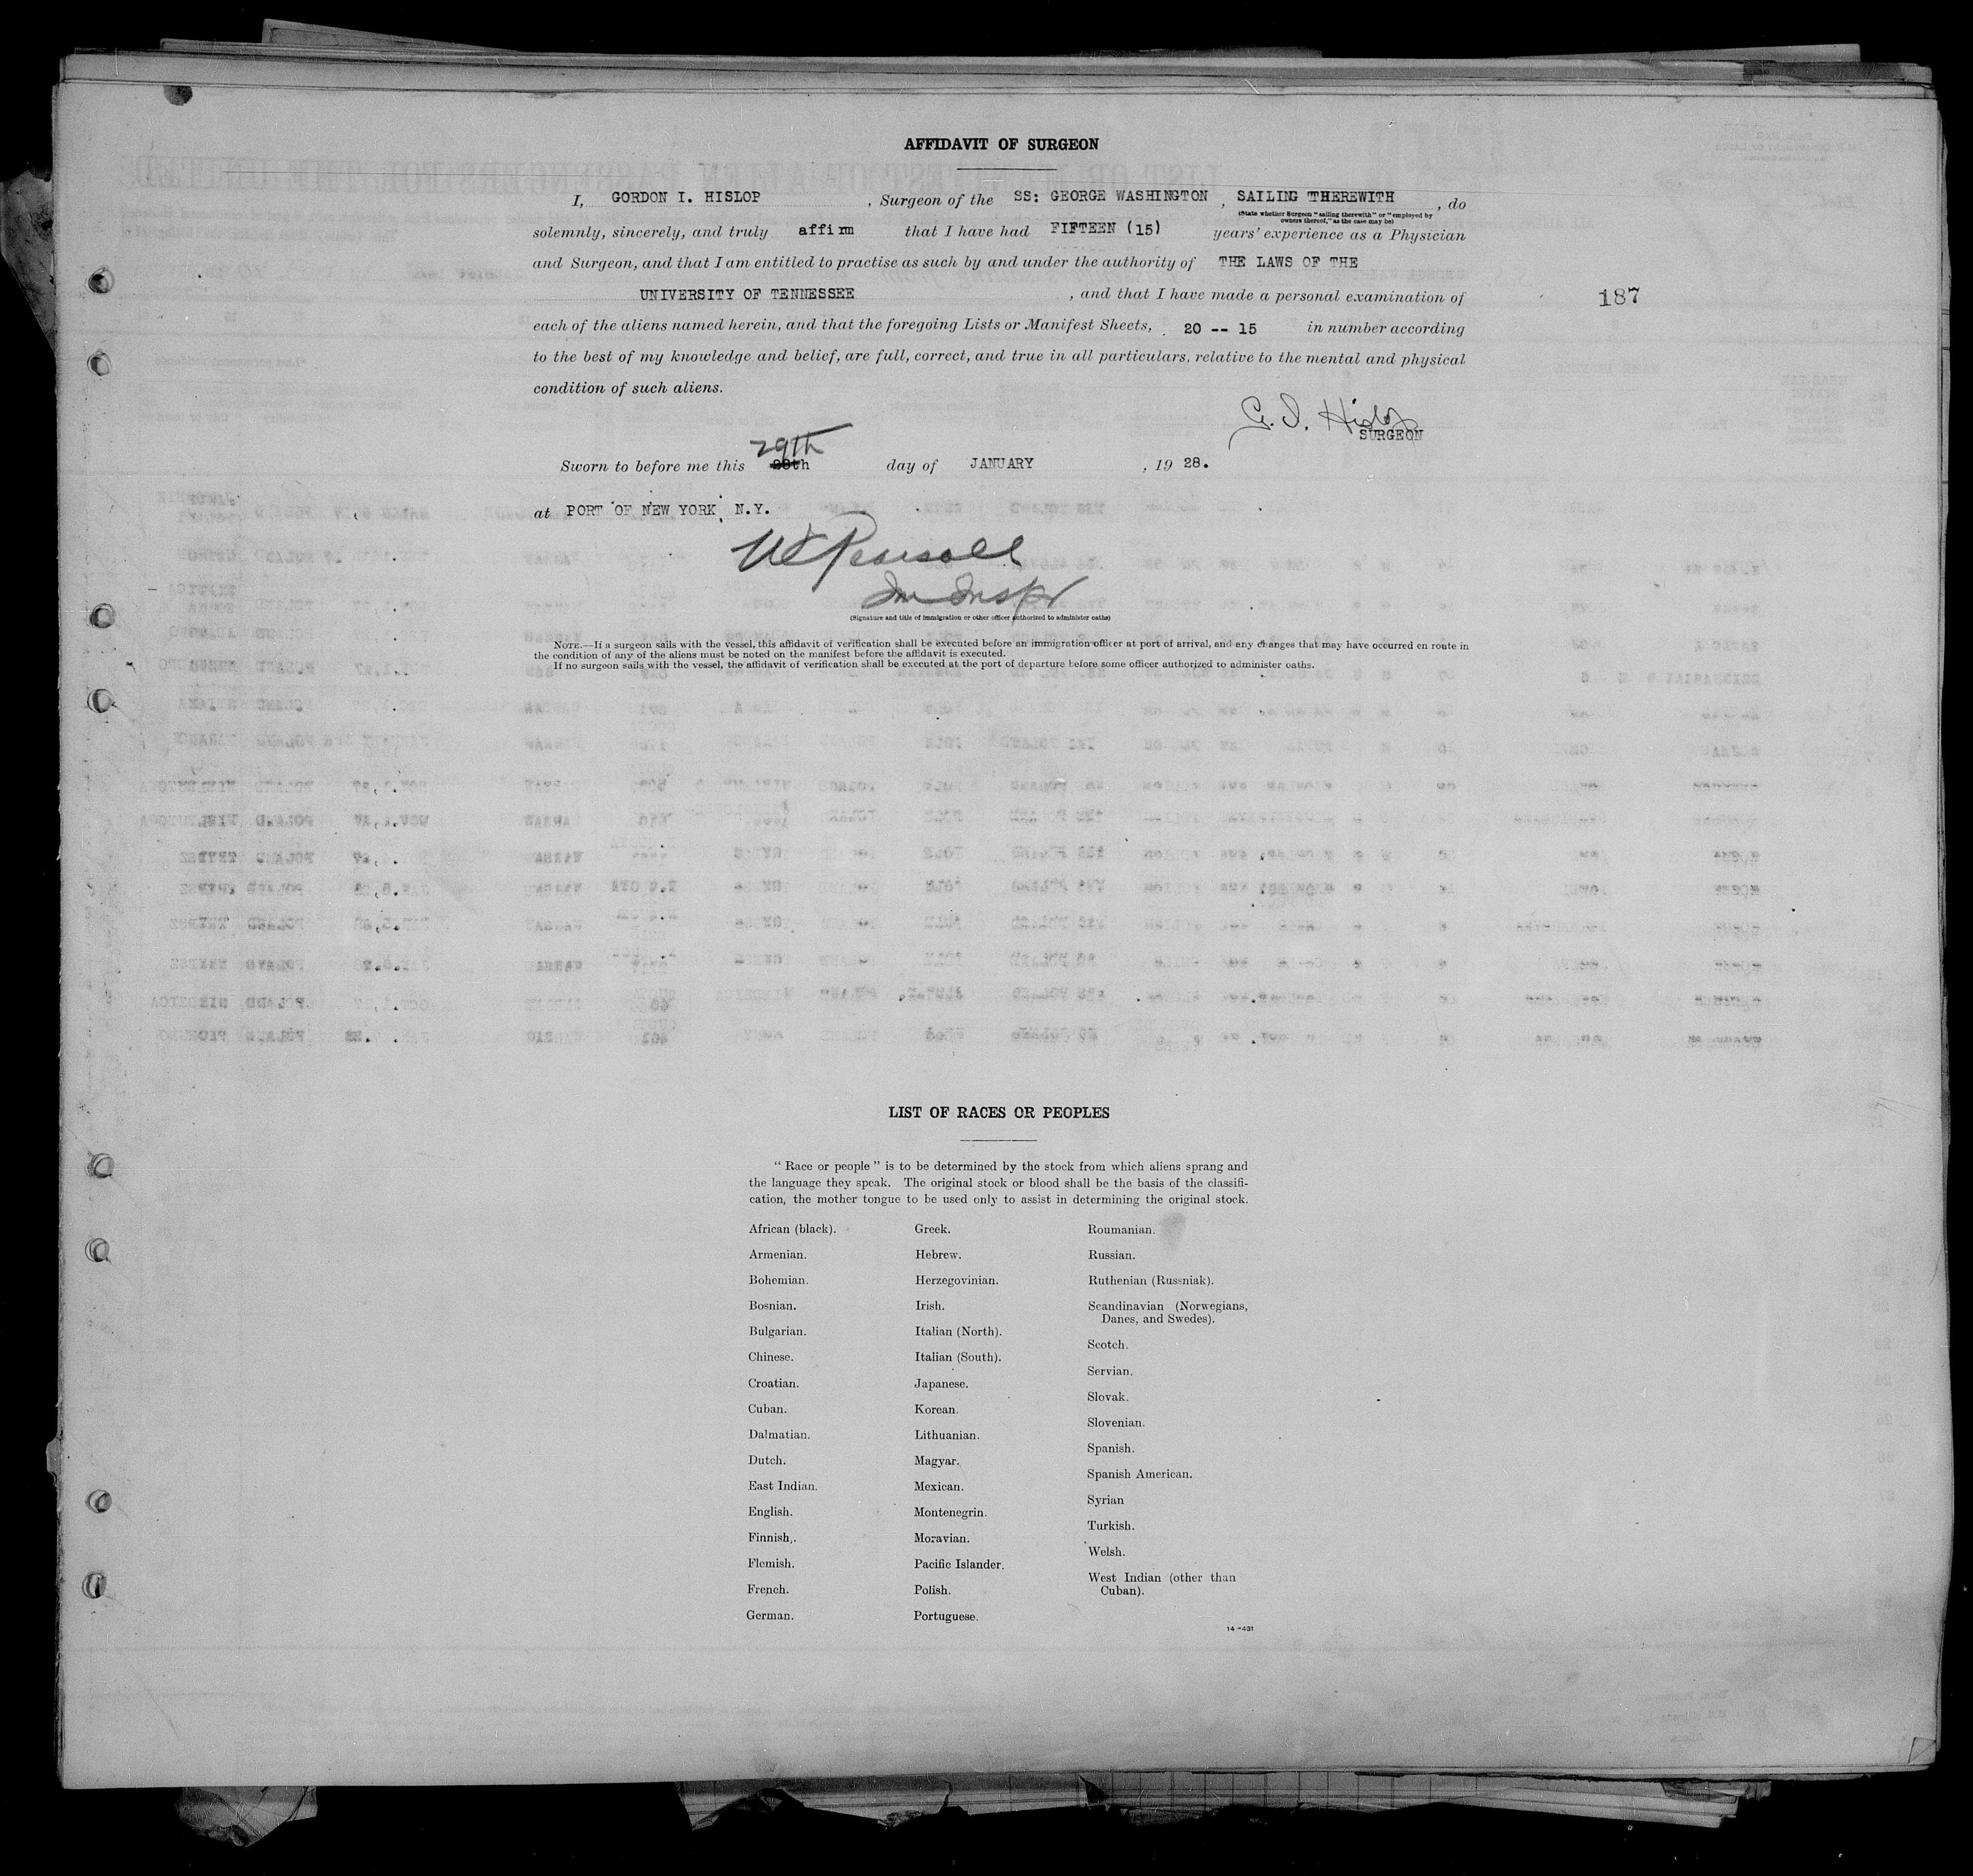 AFFIDAVIT OF SURGEON
I, GORDON I. HISLOP , Surgeon of the SS: GEORGE WASHINGTON , SAILING THEREWITH , do
(State whether Surgeon "sailing therewith" or "employed by
owners thereof," as the case may be)
solemnly, sincerely, and truly affirm that I have had FIFTEEN (15) years' experience as a Physician
and Surgeon, and that I am entitled to practise as such by and under the authority of THE LAWS OF THE
UNIVERSITY OF TENNESSEE , and that I have made a personal examination of
187
each of the aliens named herein, and that the foregoing Lists or Manifest Sheets, 20 -- 15 in number according
to the best of my knowledge and belief, are full, correct, and true in all particulars, relative to the mental and physical
condition of such aliens.
G. I. Hislop
SURGEON
29th
Sworn to before me this 28th day of JANUARY , 19 28.
at PORT OF NEW YORK, N.Y.
Pearsall
Im Inspr
(Signature and title of immigration or other officer authorized to administer oaths)
NOTE.—If a surgeon sails with the vessel, this affidavit of verification shall be executed before an immigration officer at port of arrival, and any changes that may have occurred en route in
the condition of any of the aliens must be noted on the manifest before the affidavit is executed.
If no surgeon sails with the vessel, the affidavit of verification shall be executed at the port of departure before some officer authorized to administer oaths.
LIST OF RACES OR PEOPLES
"Race or people" is to be determined by the stock from which aliens sprang and
the language they speak. The original stock or blood shall be the basis of the classifi-
cation, the mother tongue to be used only to assist in determining the original stock.
African (black).
Armenian.
Bohemian.
Bosnian.
Bulgarian.
Chinese.
Croatian.
Cuban.
Dalmatian.
Dutch.
East Indian.
English.
Finnish.
Flemish.
French.
German.
Greek.
Hebrew.
Herzegovinian.
Irish.
Italian (North).
Italian (South).
Japanese.
Korean.
Lithuanian.
Magyar.
Mexican.
Montenegrin.
Moravian.
Pacific Islander.
Polish.
Portuguese.
Roumanian.
Russian.
Ruthenian (Russniak).
Scandinavian (Norwegians,
Danes, and Swedes).
Scotch.
Servian.
Slovak.
Slovenian.
Spanish.
Spanish American.
Syrian
Turkish.
Welsh.
West Indian (other than
Cuban).
14-431